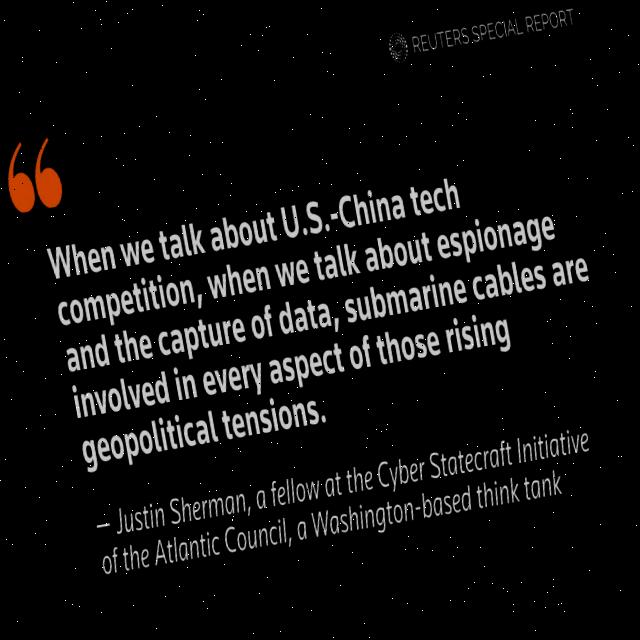 REUTERS SPECIAL REPORT
When we talk about U.S.-China tech
competition, when we talk about espionage
and the capture of data, submarine cables are
involved in every aspect of those rising
geopolitical tensions.
— Justin Sherman, a fellow at the Cyber Statecraft Initiative
of the Atlantic Council, a Washington-based think tank